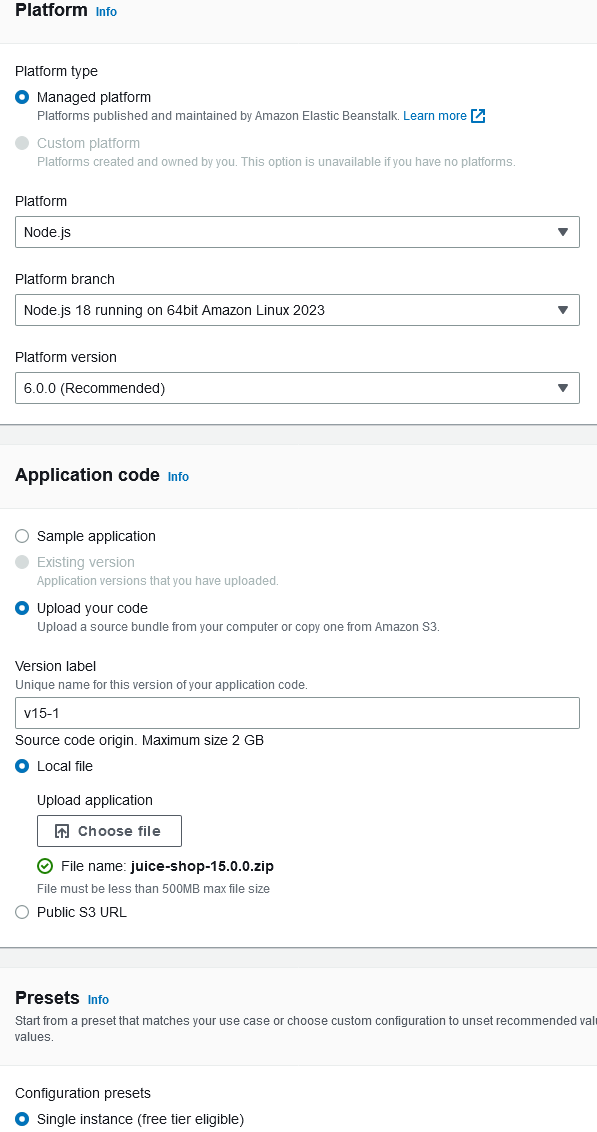 Platform Info
Platform type
Managed platform
Platforms published and maintained by Amazon Elastic Beanstalk. Learn more
Custom platform
Platforms created and owned by you. This option is unavailable if you have no platforms.
Platform
Node.js
Platform branch
Node.js 18 running on 64bit Amazon Linux 2023
Platform version
6.0.0 (Recommended)
Application code Info
Sample application
Existing version
Application versions that you have uploaded.
Upload your code
Upload a source bundle from your computer or copy one from Amazon S3.
Version label
Unique name for this version of your application code.
v15-1
Source code origin. Maximum size 2 GB
Local file
Upload application
Choose file
File name: juice-shop-15.0.0.zip
File must be less than 500MB max file size
Public S3 URL
Presets Info
Start from a preset that matches your use case or choose custom configuration to unset recommended
values.
Configuration presets
Single instance (free tier eligible)